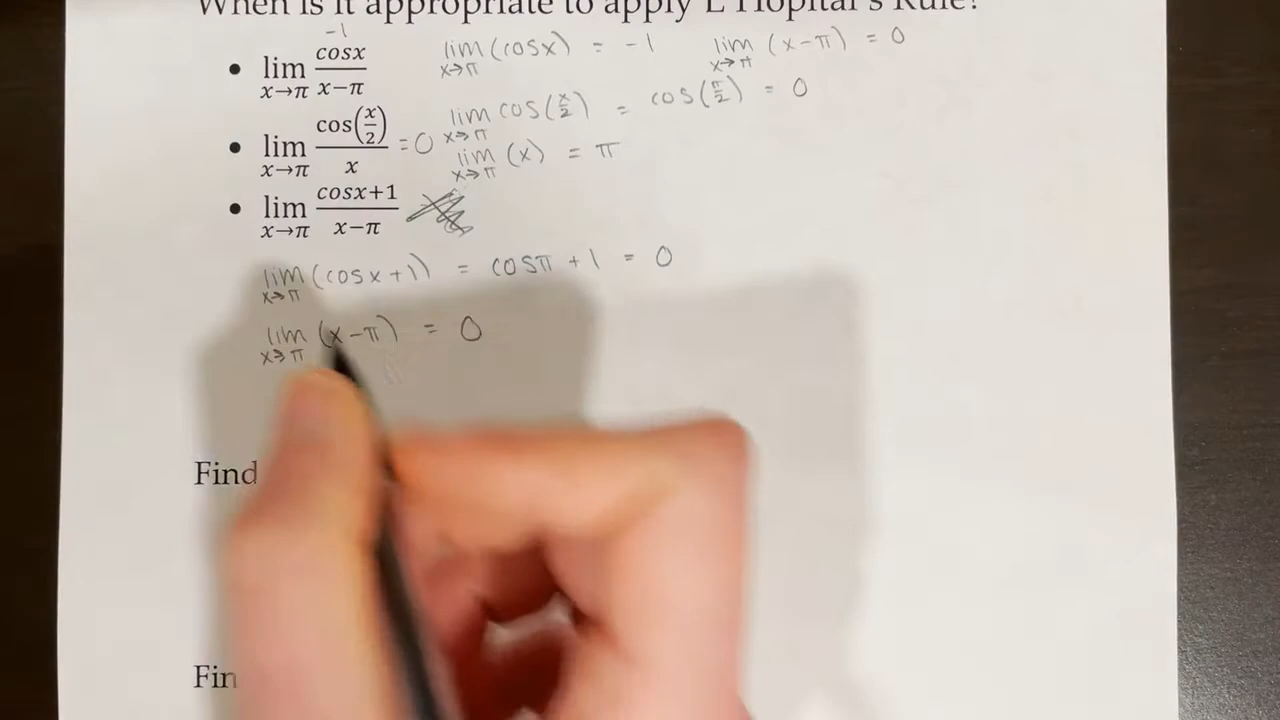 When is it appropriate to apply L'Hopital's Rule?
-1
• lim x→π cosx / x−π    lim x→π (cosx) = -1    lim x→π (x-π) = 0
• lim x→π cos(x/2) / x = 0    lim x→π cos(x/2) = cos(π/2) = 0
lim x→π (x) = π
• lim x→π cosx+1 / x−π
lim x→π (cosx+1) = cosπ + 1 = 0
lim x→π (x-π) = 0
Find
Fin